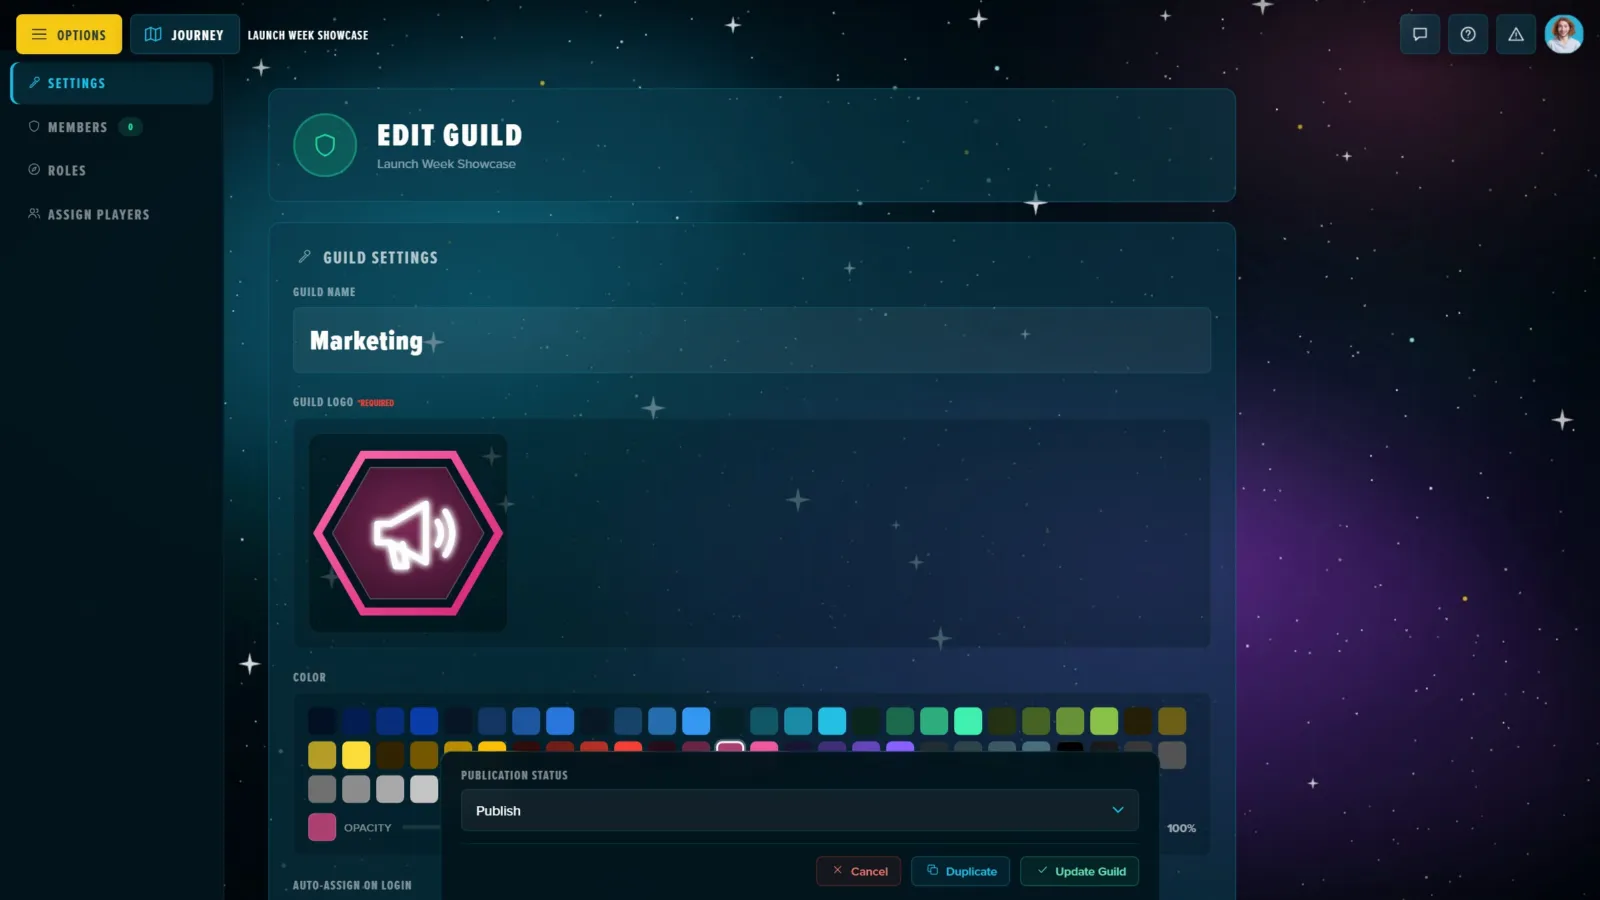 OPTIONS
JOURNEY
LAUNCH WEEK SHOWCASE
SETTINGS
MEMBERS 0
ROLES
ASSIGN PLAYERS
EDIT GUILD
Launch Week Showcase
GUILD SETTINGS
GUILD NAME
Marketing
GUILD LOGO *REQUIRED
COLOR
OPACITY
100%
PUBLICATION STATUS
Publish
Cancel
Duplicate
Update Guild
AUTO-ASSIGN ON LOGIN